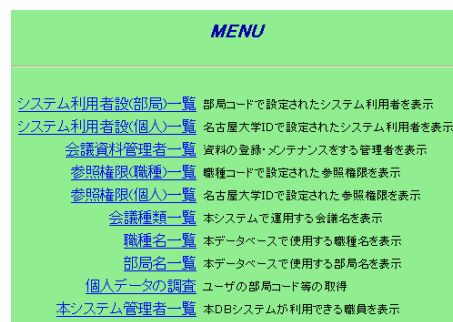 MENU
システム利用者設(部局)一覧 部局コードで設定されたシステム利用者を表示
システム利用者設(個人)一覧 名古屋大学IDで設定されたシステム利用者を表示
会議資料管理者一覧 資料の登録・メンテナンスをする管理者を表示
参照権限(職種)一覧 職種コードで設定された参照権限を表示
参照権限(個人)一覧 名古屋大学IDで設定された参照権限を表示
会議種類一覧 本システムで運用する会議名を表示
職種名一覧 本データベースで使用する職種名を表示
部局名一覧 本データベースで使用する部局名を表示
個人データの調査 ユーザの部局コード等の取得
本システム管理者一覧 本DBシステムが利用できる職員を表示